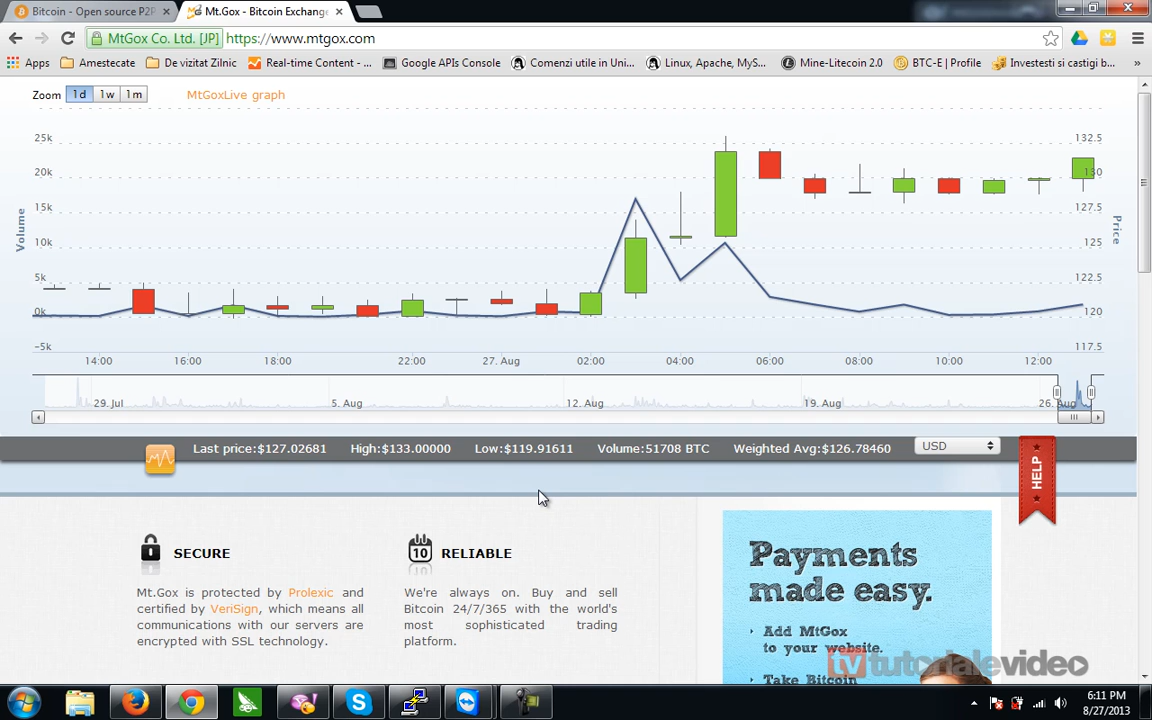 Bitcoin - Open source P2P
Mt.Gox - Bitcoin Exchange
MtGox Co. Ltd. [JP] https://www.mtgox.com
Apps Amestecate De vizitat Zilnic Real-time Content -... Google APIs Console Comenzi utile in Uni... Linux, Apache, MyS... Mine-Litecoin 2.0 BTC-E | Profile Investesti si castigi b... »
Zoom 1d 1w 1m MtGoxLive graph
25k 132.5
20k 130
15k 127.5
Volume Price
10k 125
5k 122.5
0k 120
-5k 117.5
14:00 16:00 18:00 22:00 27. Aug 02:00 04:00 06:00 08:00 10:00 12:00
29. Jul 5. Aug 12. Aug 19. Aug 26. Aug
Last price:$127.02681 High:$133.00000 Low:$119.91611 Volume:51708 BTC Weighted Avg:$126.78460 USD
HELP
SECURE
Mt.Gox is protected by Prolexic and
certified by VeriSign, which means all
communications with our servers are
encrypted with SSL technology.
10 RELIABLE
We're always on. Buy and sell
Bitcoin 24/7/365 with the world's
most sophisticated trading
platform.
Payments
made easy.
Add MtGox
to your website.
Take Bitcoin
tv tutorialevideo
6:11 PM
8/27/2013